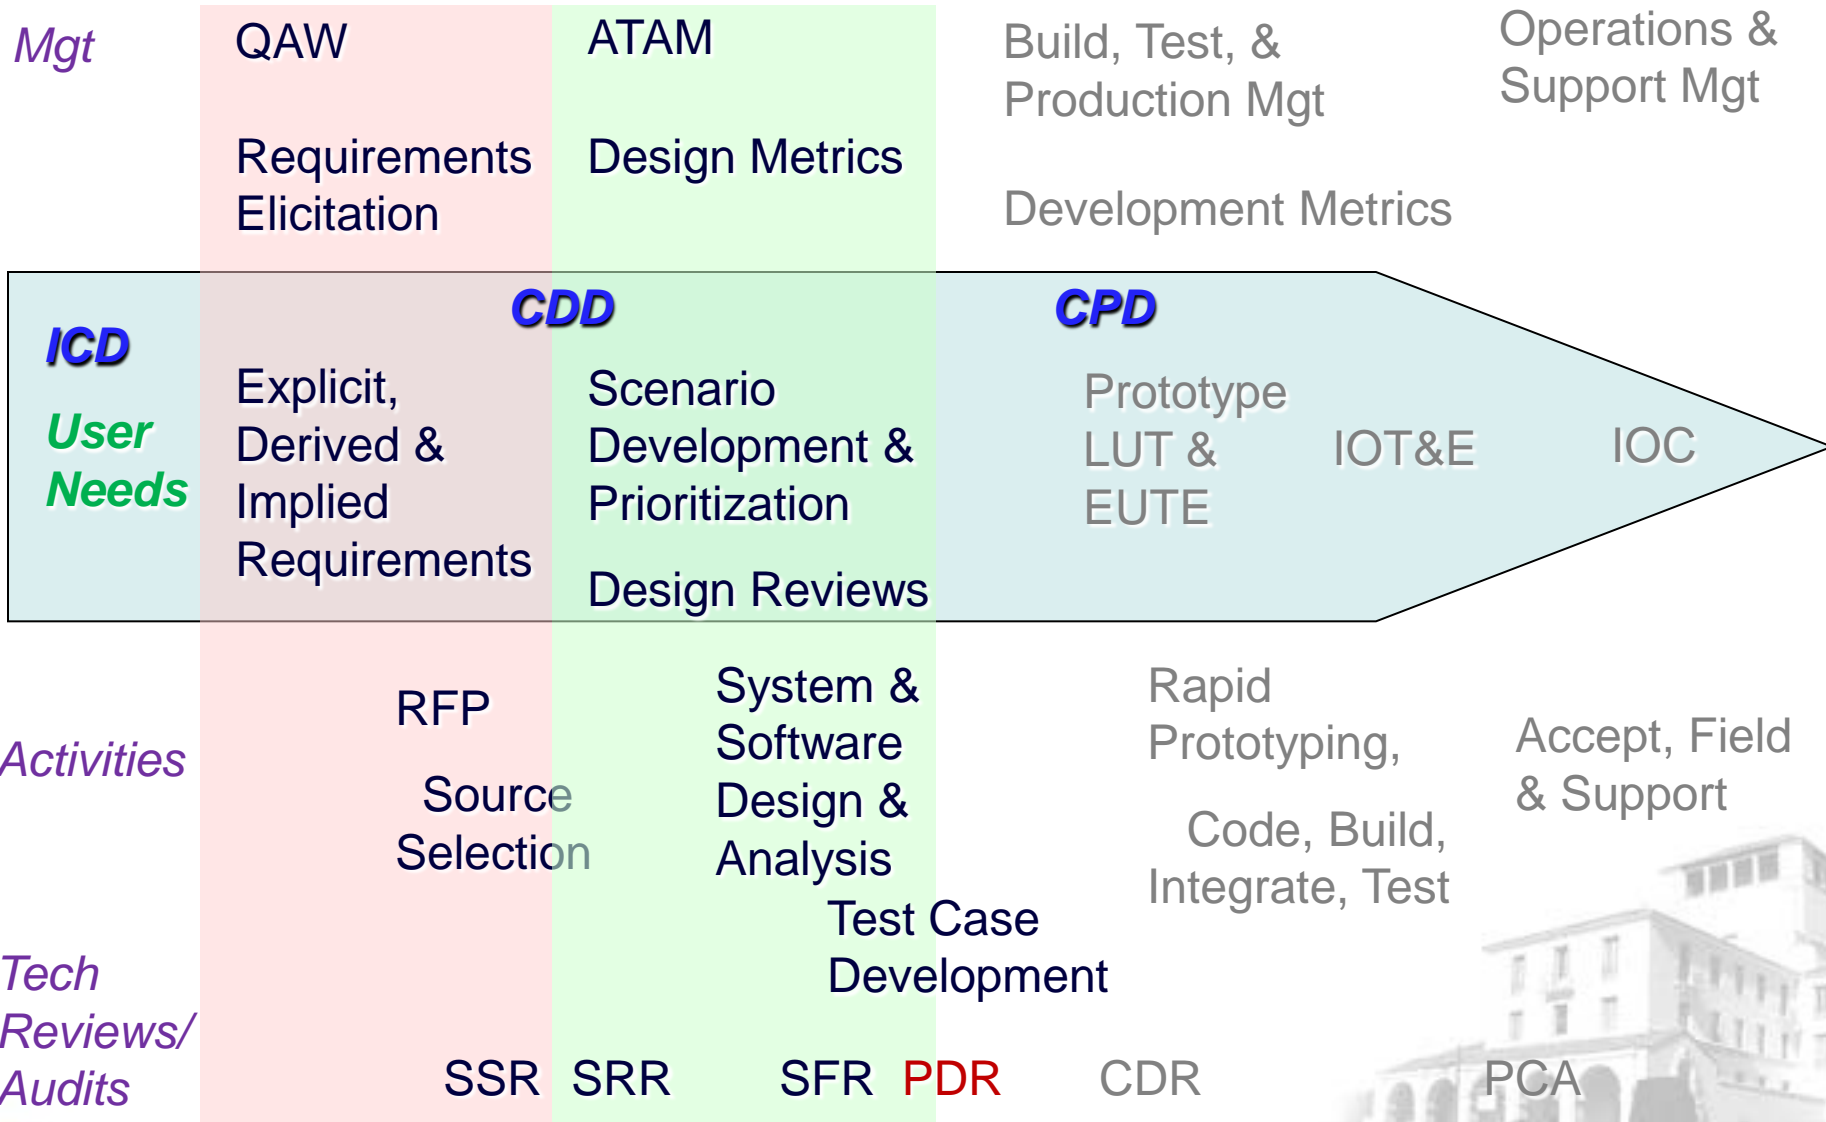 Mgt
QAW
Requirements
Elicitation
ATAM
Design Metrics
Build, Test, &
Production Mgt
Development Metrics
Operations &
Support Mgt
ICD
User
Needs
CDD
Explicit,
Derived &
Implied
Requirements
Scenario
Development &
Prioritization
Design Reviews
CPD
Prototype
LUT &
EUTE
IOT&E
IOC
Activities
RFP
Source
Selection
System &
Software
Design &
Analysis
Test Case
Development
Rapid
Prototyping,
Code, Build,
Integrate, Test
Accept, Field
& Support
Tech
Reviews/
Audits
SSR SRR SFR PDR CDR PCA